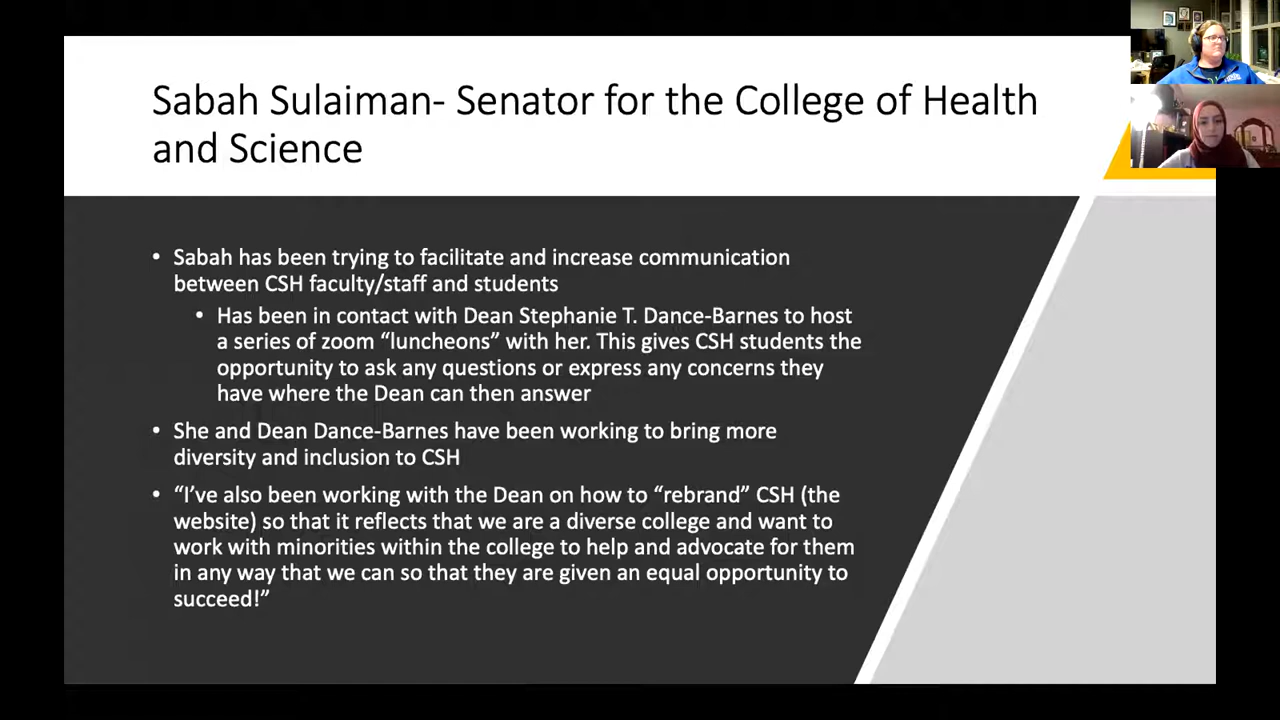 Sabah Sulaiman- Senator for the College of Health
and Science
• Sabah has been trying to facilitate and increase communication
between CSH faculty/staff and students
• Has been in contact with Dean Stephanie T. Dance-Barnes to host
a series of zoom “luncheons” with her. This gives CSH students the
opportunity to ask any questions or express any concerns they
have where the Dean can then answer
• She and Dean Dance-Barnes have been working to bring more
diversity and inclusion to CSH
• “I’ve also been working with the Dean on how to “rebrand” CSH (the
website) so that it reflects that we are a diverse college and want to
work with minorities within the college to help and advocate for them
in any way that we can so that they are given an equal opportunity to
succeed!”